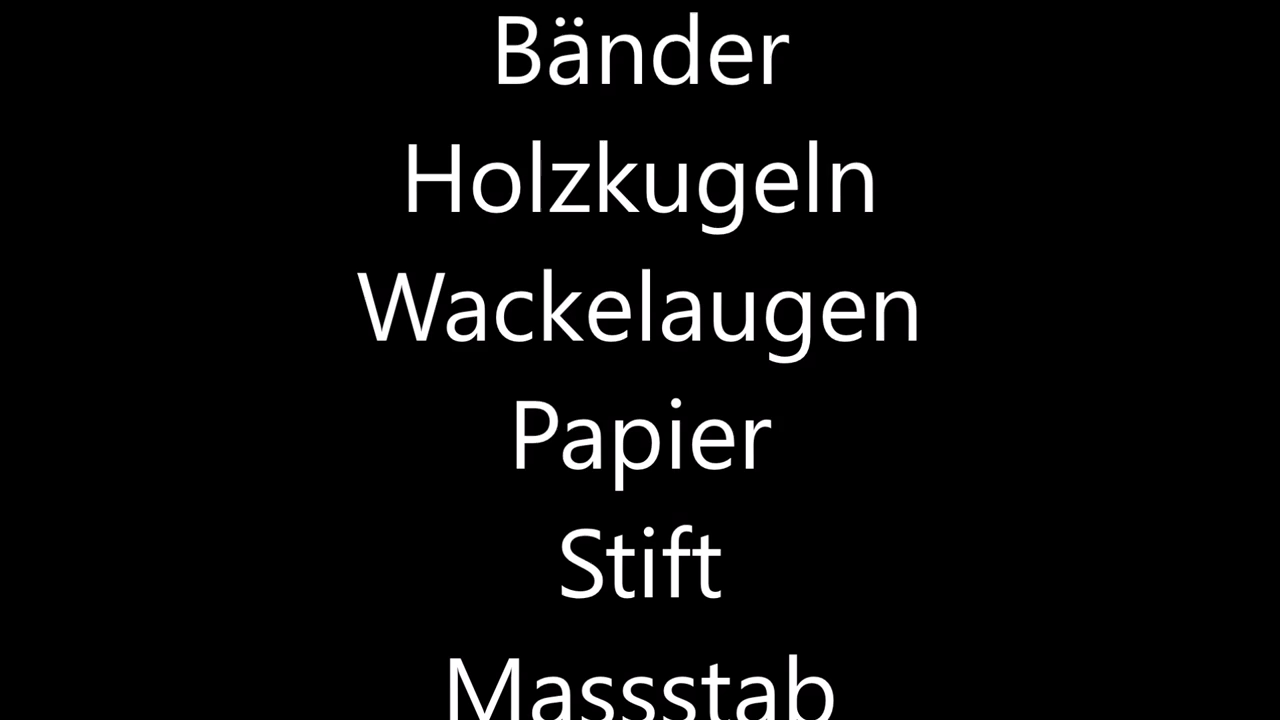 Bänder
Holzkugeln
Wackelaugen
Papier
Stift
Massstab